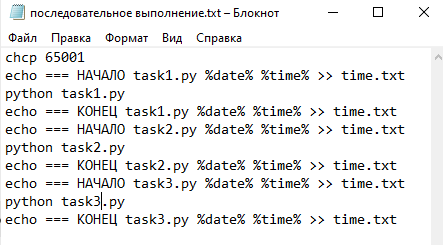 последовательное выполнение.txt – Блокнот
Файл Правка Формат Вид Справка
chcp 65001
echo === НАЧАЛО task1.py %date% %time% >> time.txt
python task1.py
echo === КОНЕЦ task1.py %date% %time% >> time.txt
echo === НАЧАЛО task2.py %date% %time% >> time.txt
python task2.py
echo === КОНЕЦ task2.py %date% %time% >> time.txt
echo === НАЧАЛО task3.py %date% %time% >> time.txt
python task3.py
echo === КОНЕЦ task3.py %date% %time% >> time.txt